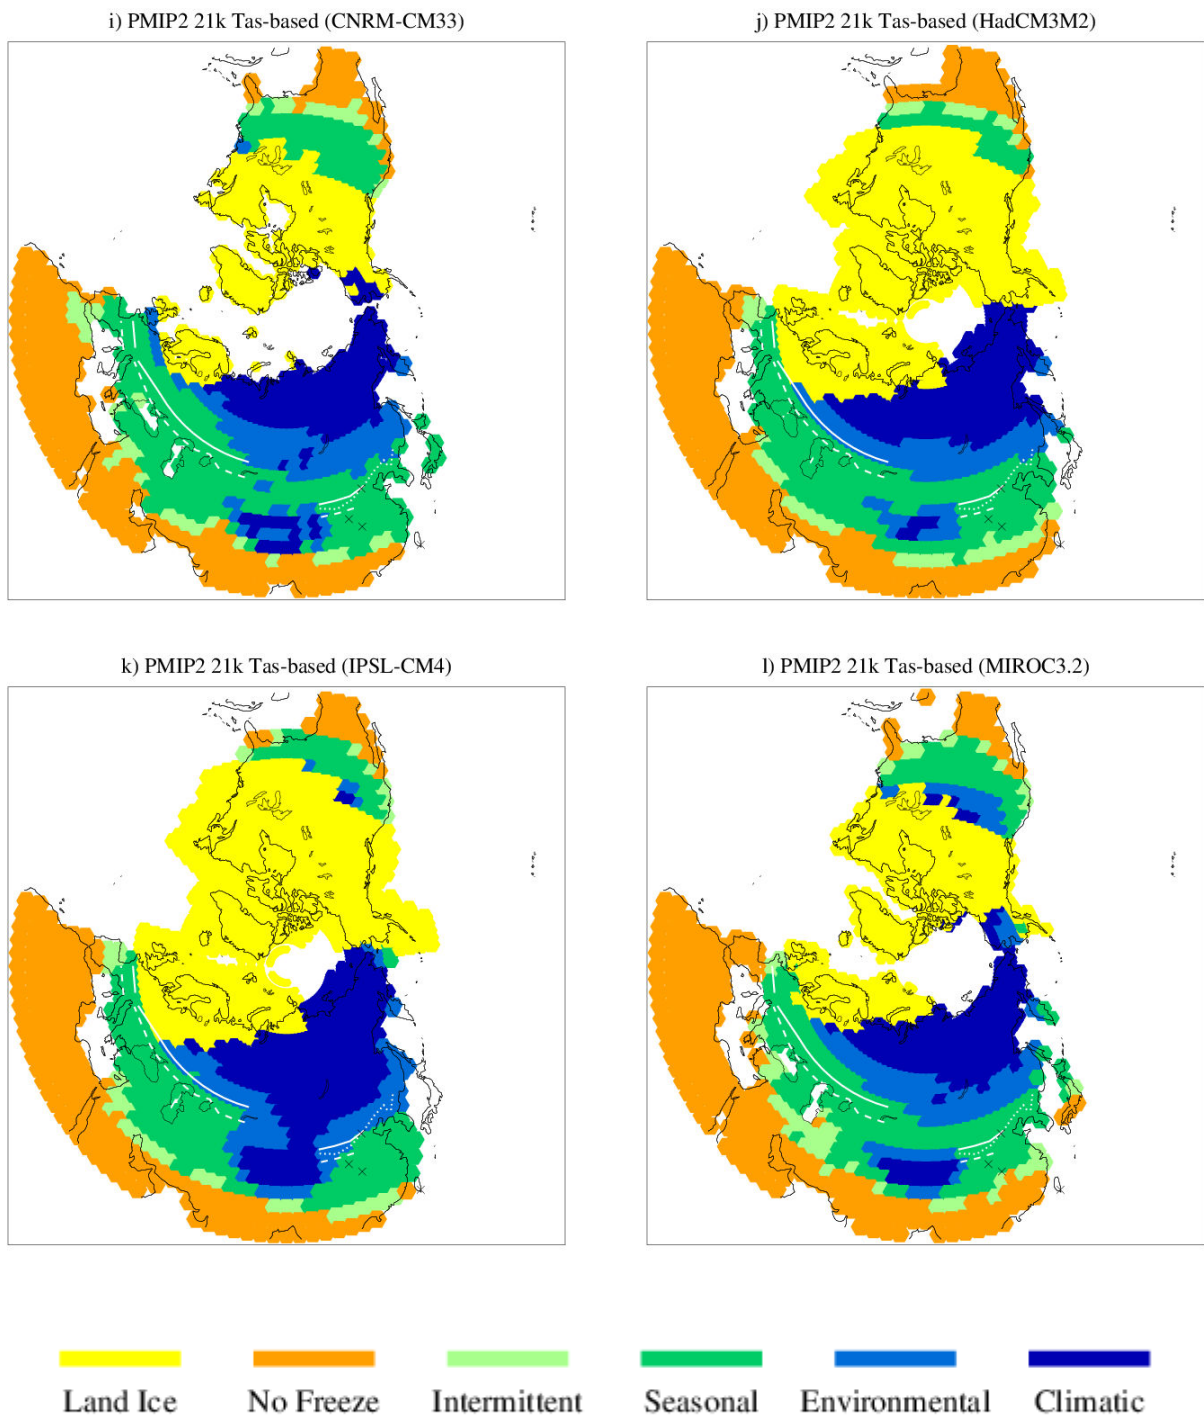 i) PMIP2 21k Tas-based (CNRM-CM33)
j) PMIP2 21k Tas-based (HadCM3M2)
k) PMIP2 21k Tas-based (IPSL-CM4)
l) PMIP2 21k Tas-based (MIROC3.2)
Land Ice
No Freeze
Intermittent
Seasonal
Environmental
Climatic